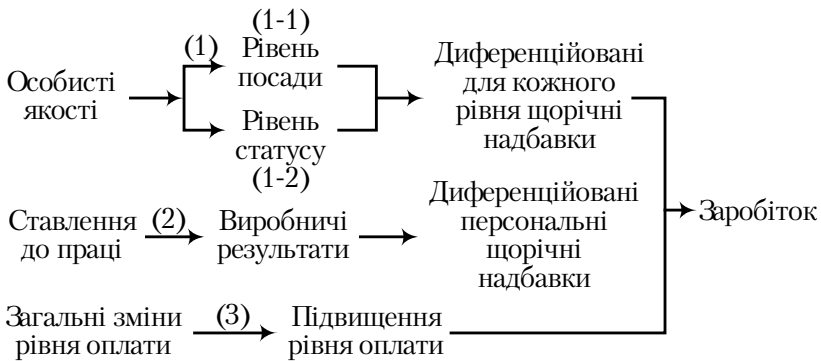 (1-1)
(1)
Рівень
посади
Особисті
якості
Рівень
статусу
(1-2)
Диференційовані
для кожного
рівня щорічні
надбавки
Ставлення
до праці
(2)
Виробничі
результати
Диференційовані
персональні
щорічні
надбавки
Заробіток
Загальні зміни
рівня оплати
(3)
Підвищення
рівня оплати